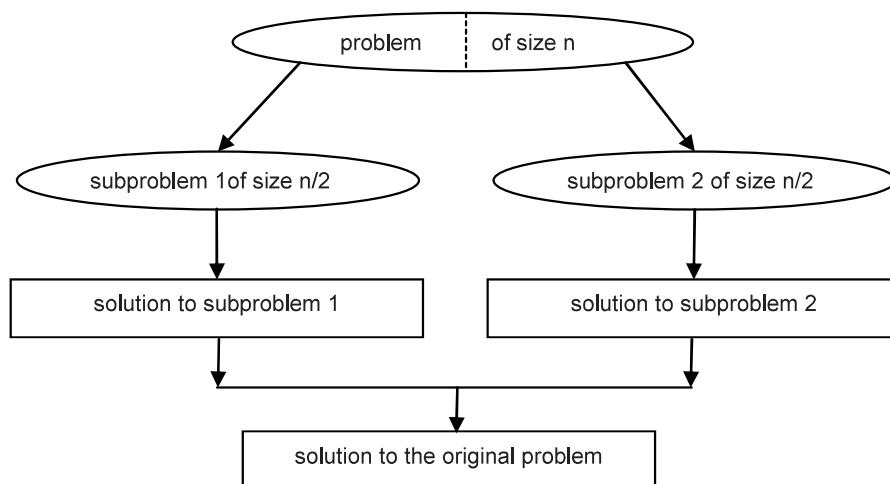 problem of size n
subproblem 1of size n/2
subproblem 2 of size n/2
solution to subproblem 1
solution to subproblem 2
solution to the original problem